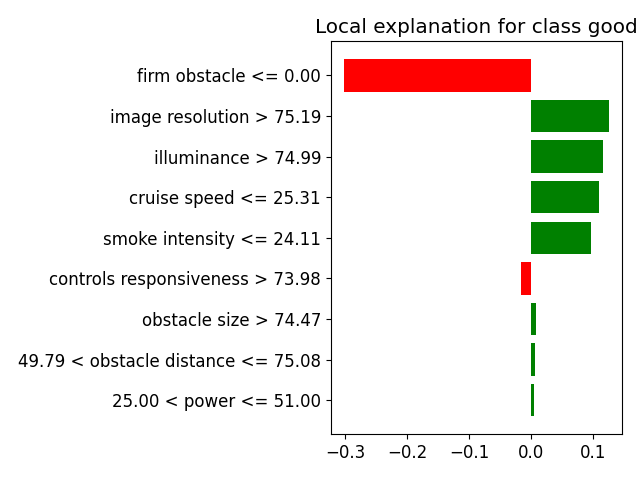 Local explanation for class good
firm obstacle <= 0.00
image resolution > 75.19
illuminance > 74.99
cruise speed <= 25.31
smoke intensity <= 24.11
controls responsiveness > 73.98
obstacle size > 74.47
49.79 < obstacle distance <= 75.08
25.00 < power <= 51.00
−0.3 −0.2 −0.1 0.0 0.1